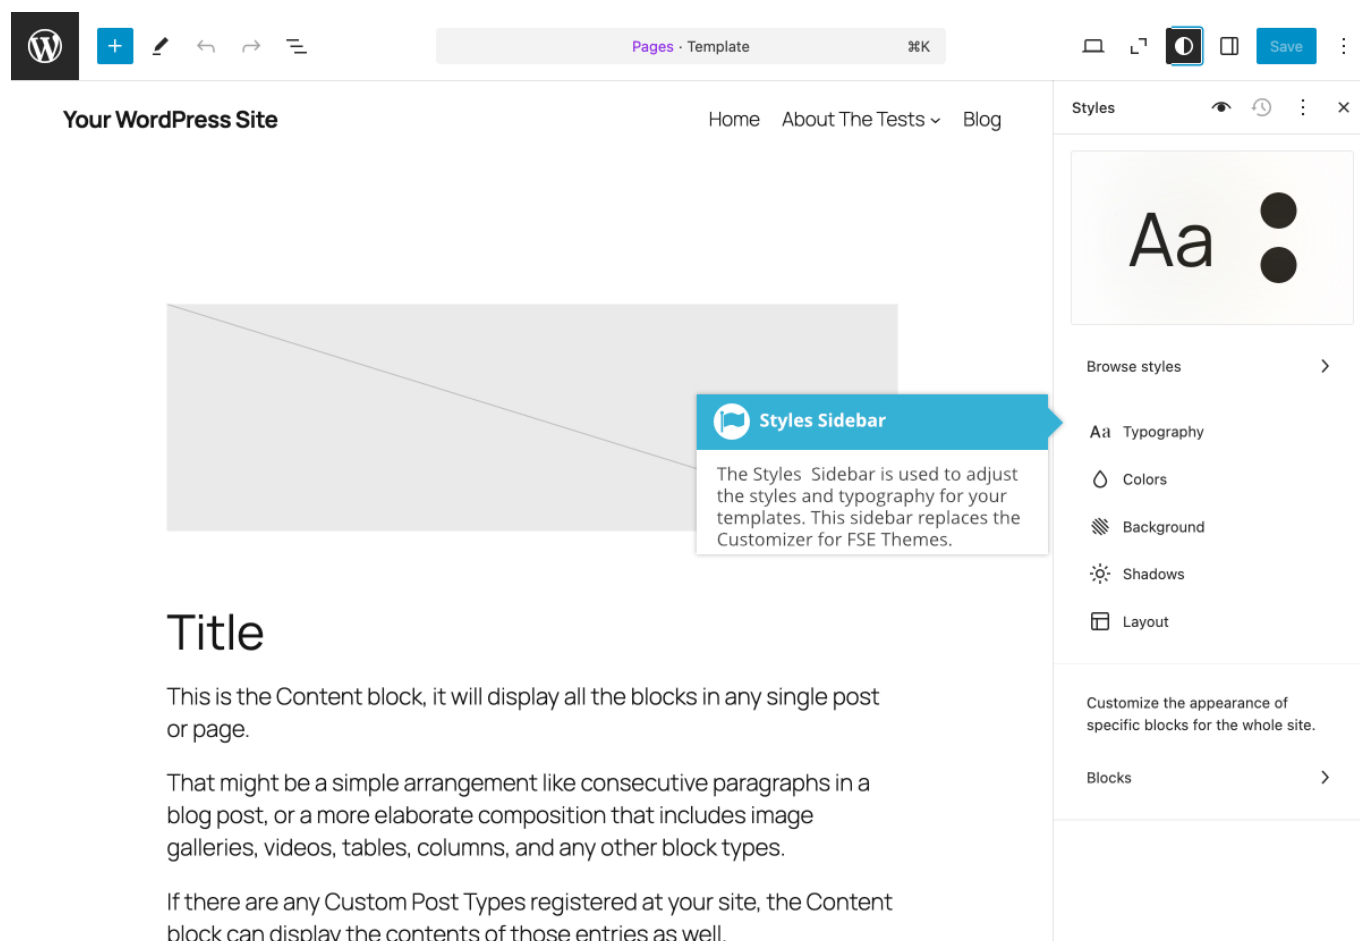 Pages · Template
⌘K
Save
Your WordPress Site
Home
About The Tests
Blog
Styles
Aa
Browse styles
Aa Typography
Colors
Background
Shadows
Layout
Customize the appearance of
specific blocks for the whole site.
Blocks
Styles Sidebar
The Styles Sidebar is used to adjust
the styles and typography for your
templates. This sidebar replaces the
Customizer for FSE Themes.
Title
This is the Content block, it will display all the blocks in any single post
or page.
That might be a simple arrangement like consecutive paragraphs in a
blog post, or a more elaborate composition that includes image
galleries, videos, tables, columns, and any other block types.
If there are any Custom Post Types registered at your site, the Content
block can display the contents of those entries as well.